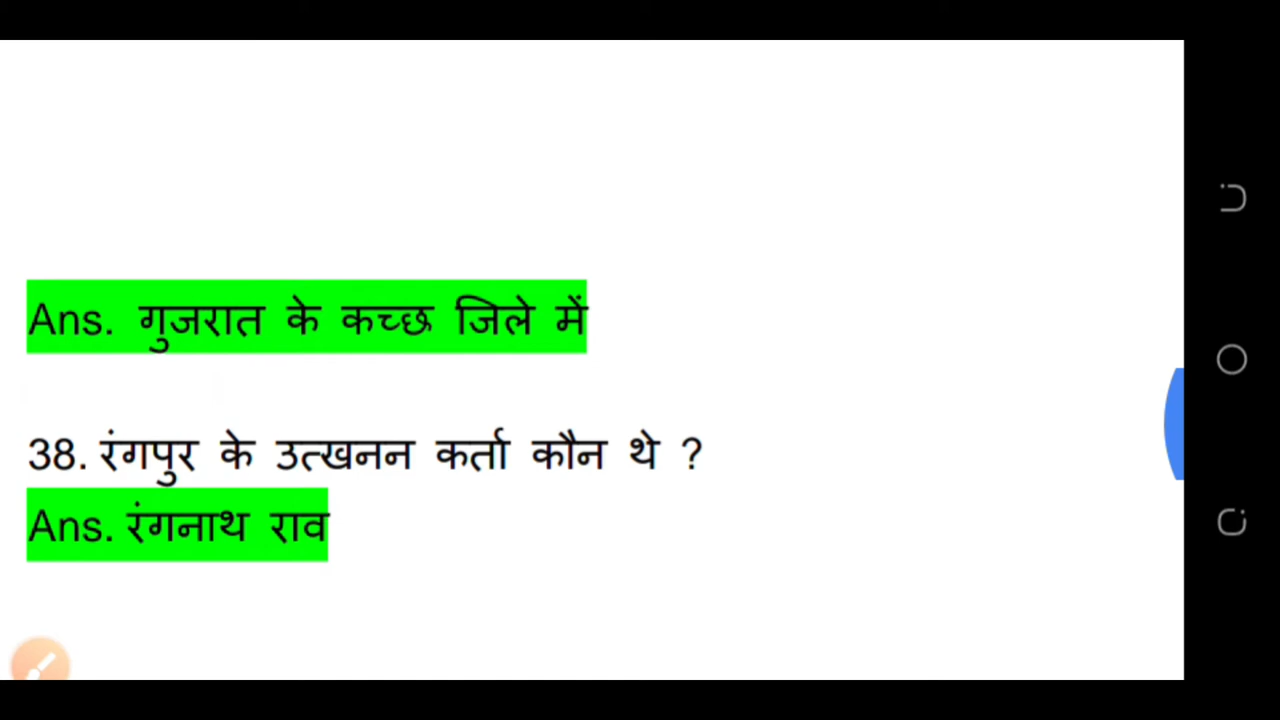 Ans. गुजरात के कच्छ जिले में
38. रंगपुर के उत्खनन कर्ता कौन थे ?
Ans. रंगनाथ राव